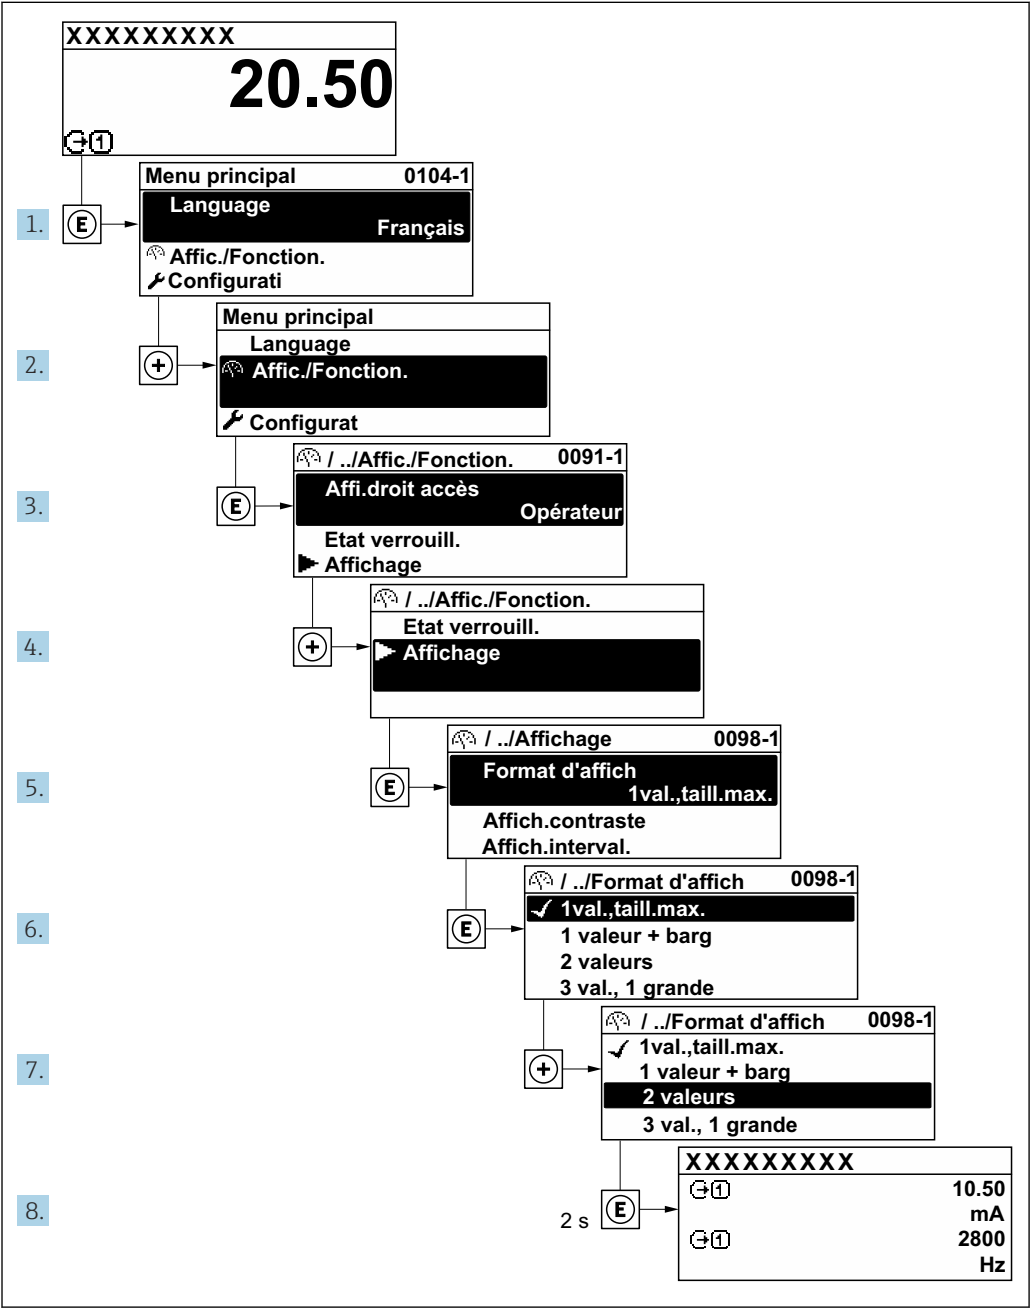 XXXXXXXXX
20.50
1
1.
E
Menu principal 0104-1
Language
Français
Affic./Fonction.
Configurati
2.
+
Menu principal
Language
Affic./Fonction.
Configurat
3.
E
/ ../Affic./Fonction. 0091-1
Affi.droit accès
Opérateur
Etat verrouill.
Affichage
4.
+
/ ../Affic./Fonction.
Etat verrouill.
Affichage
5.
E
/ ../Affichage 0098-1
Format d'affich
1val.,taill.max.
Affich.contraste
Affich.interval.
6.
E
/ ../Format d'affich 0098-1
1val.,taill.max.
1 valeur + barg
2 valeurs
3 val., 1 grande
7.
+
/ ../Format d'affich 0098-1
1val.,taill.max.
1 valeur + barg
2 valeurs
3 val., 1 grande
8.
2 s
E
XXXXXXXXX
1 10.50
mA
1 2800
Hz